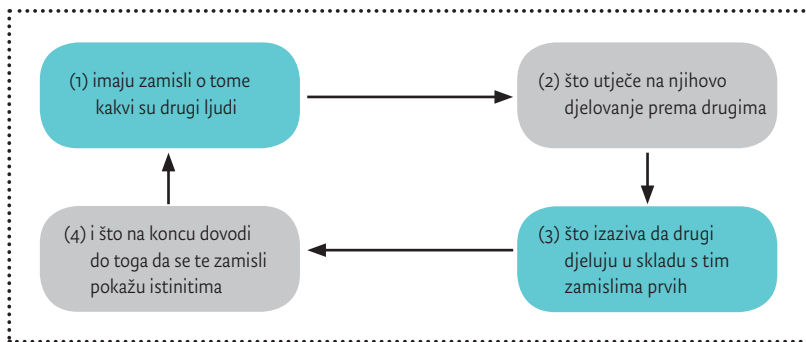 (1) imaju zamisli o tome
kakvi su drugi ljudi
(2) što utječe na njihovo
djelovanje prema drugima
(3) što izaziva da drugi
djeluju u skladu s tim
zamislima prvih
(4) i što na koncu dovodi
do toga da se te zamisli
pokažu istinitima